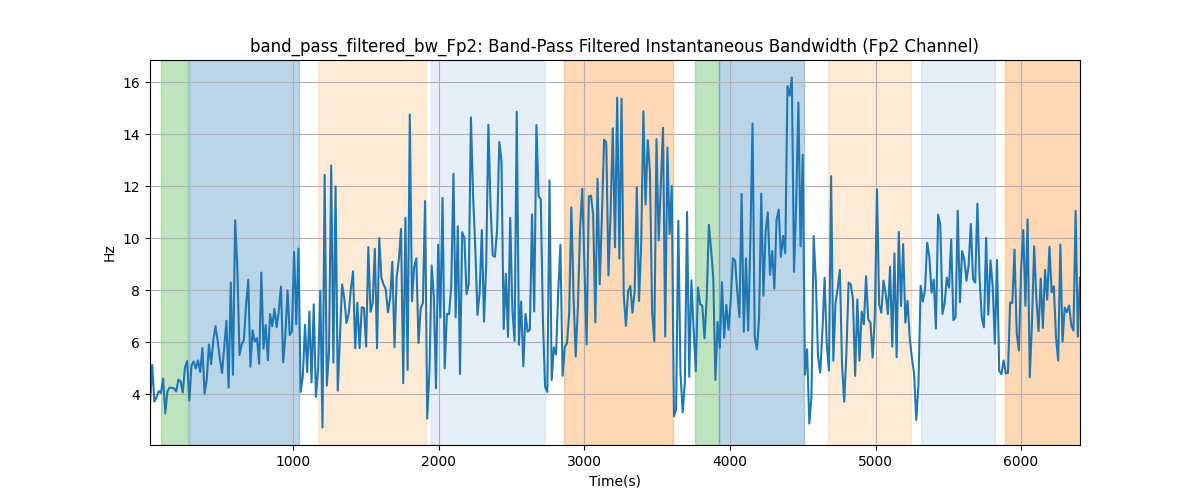 band_pass_filtered_bw_Fp2: Band-Pass Filtered Instantaneous Bandwidth (Fp2 Channel)
16
14
12
10
8
6
4
Hz
1000 2000 3000 4000 5000 6000
Time(s)